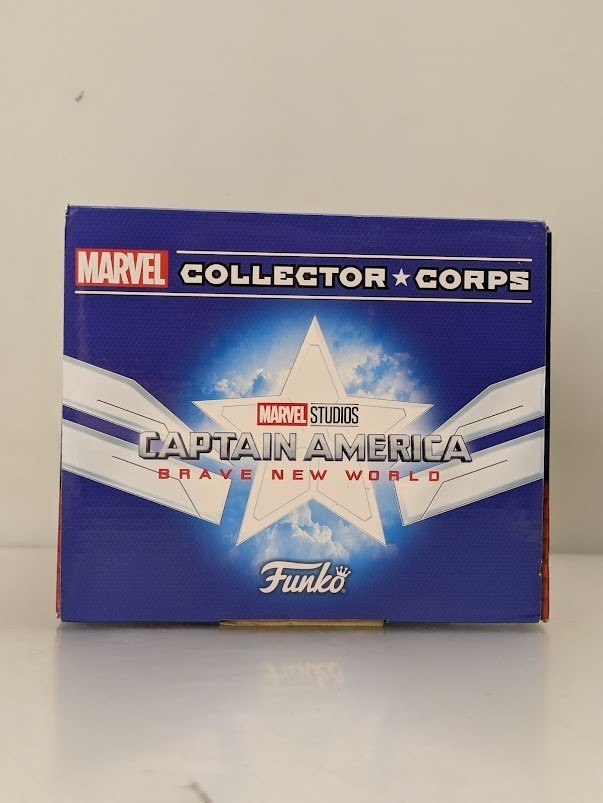 MARVEL COLLECTOR ★ CORPS
MARVEL STUDIOS
CAPTAIN AMERICA
BRAVE NEW WORLD
Funko